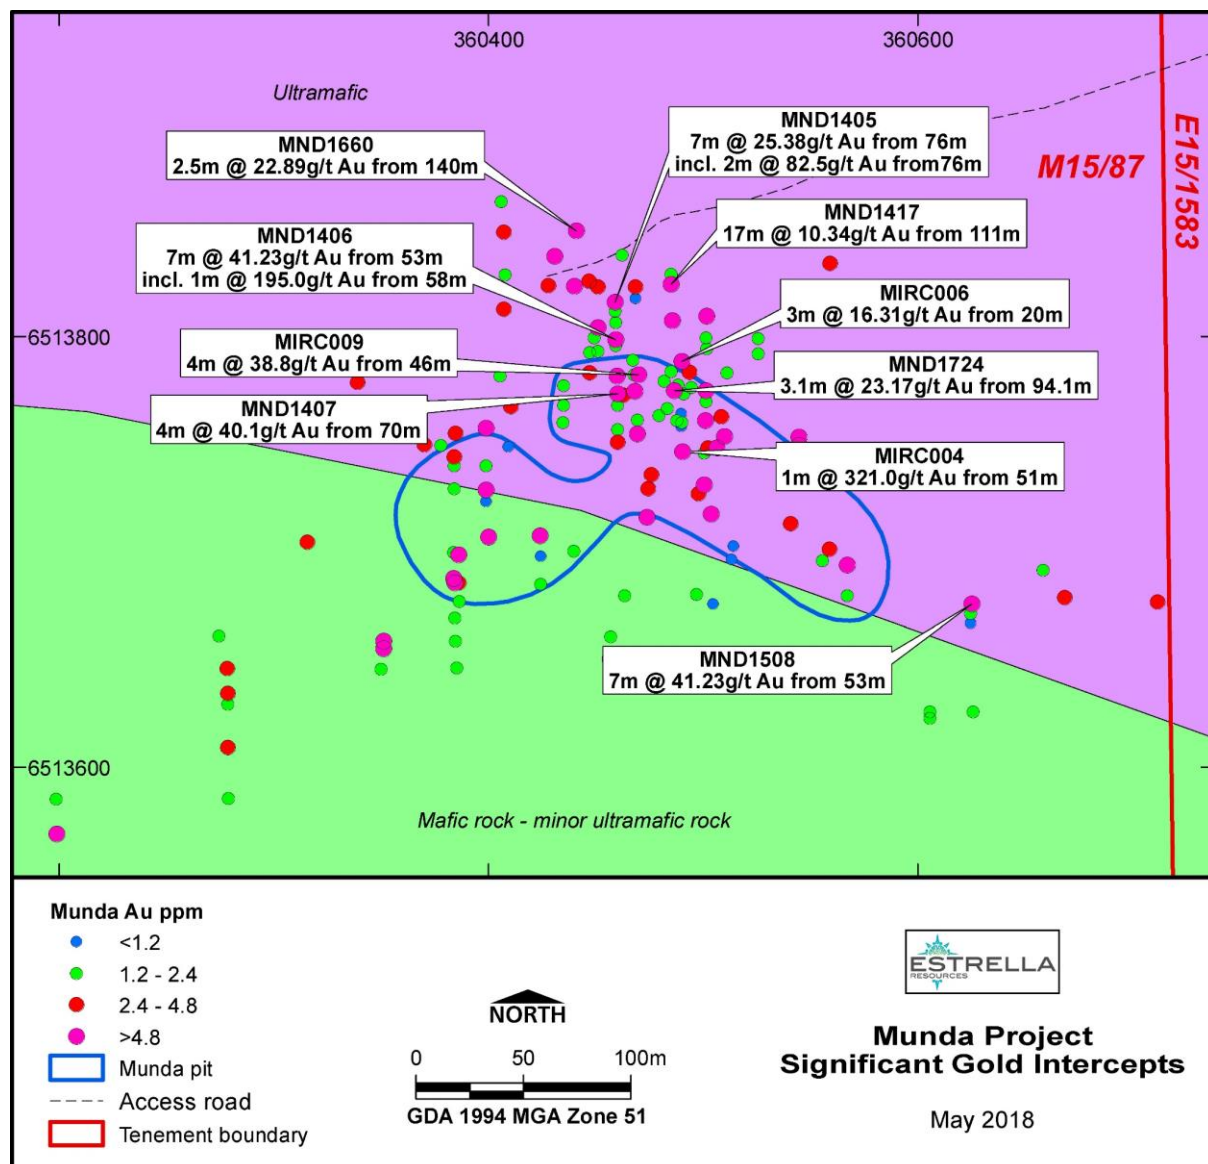 360400
360600
Ultramafic
MND1405
7m @ 25.38g/t Au from 76m
incl. 2m @ 82.5g/t Au from76m
MND1660
2.5m @ 22.89g/t Au from 140m
M15/87
E15/1583
MND1417
17m @ 10.34g/t Au from 111m
MND1406
7m @ 41.23g/t Au from 53m
incl. 1m @ 195.0g/t Au from 58m
MIRC006
3m @ 16.31g/t Au from 20m
6513800
MIRC009
4m @ 38.8g/t Au from 46m
MND1724
3.1m @ 23.17g/t Au from 94.1m
MND1407
4m @ 40.1g/t Au from 70m
MIRC004
1m @ 321.0g/t Au from 51m
MND1508
7m @ 41.23g/t Au from 53m
6513600
Mafic rock - minor ultramafic rock
Munda Au ppm
<1.2
1.2 - 2.4
2.4 - 4.8
>4.8
Munda pit
Access road
Tenement boundary
NORTH
0 50 100m
GDA 1994 MGA Zone 51
ESTRELLA
RESOURCES
Munda Project
Significant Gold Intercepts
May 2018